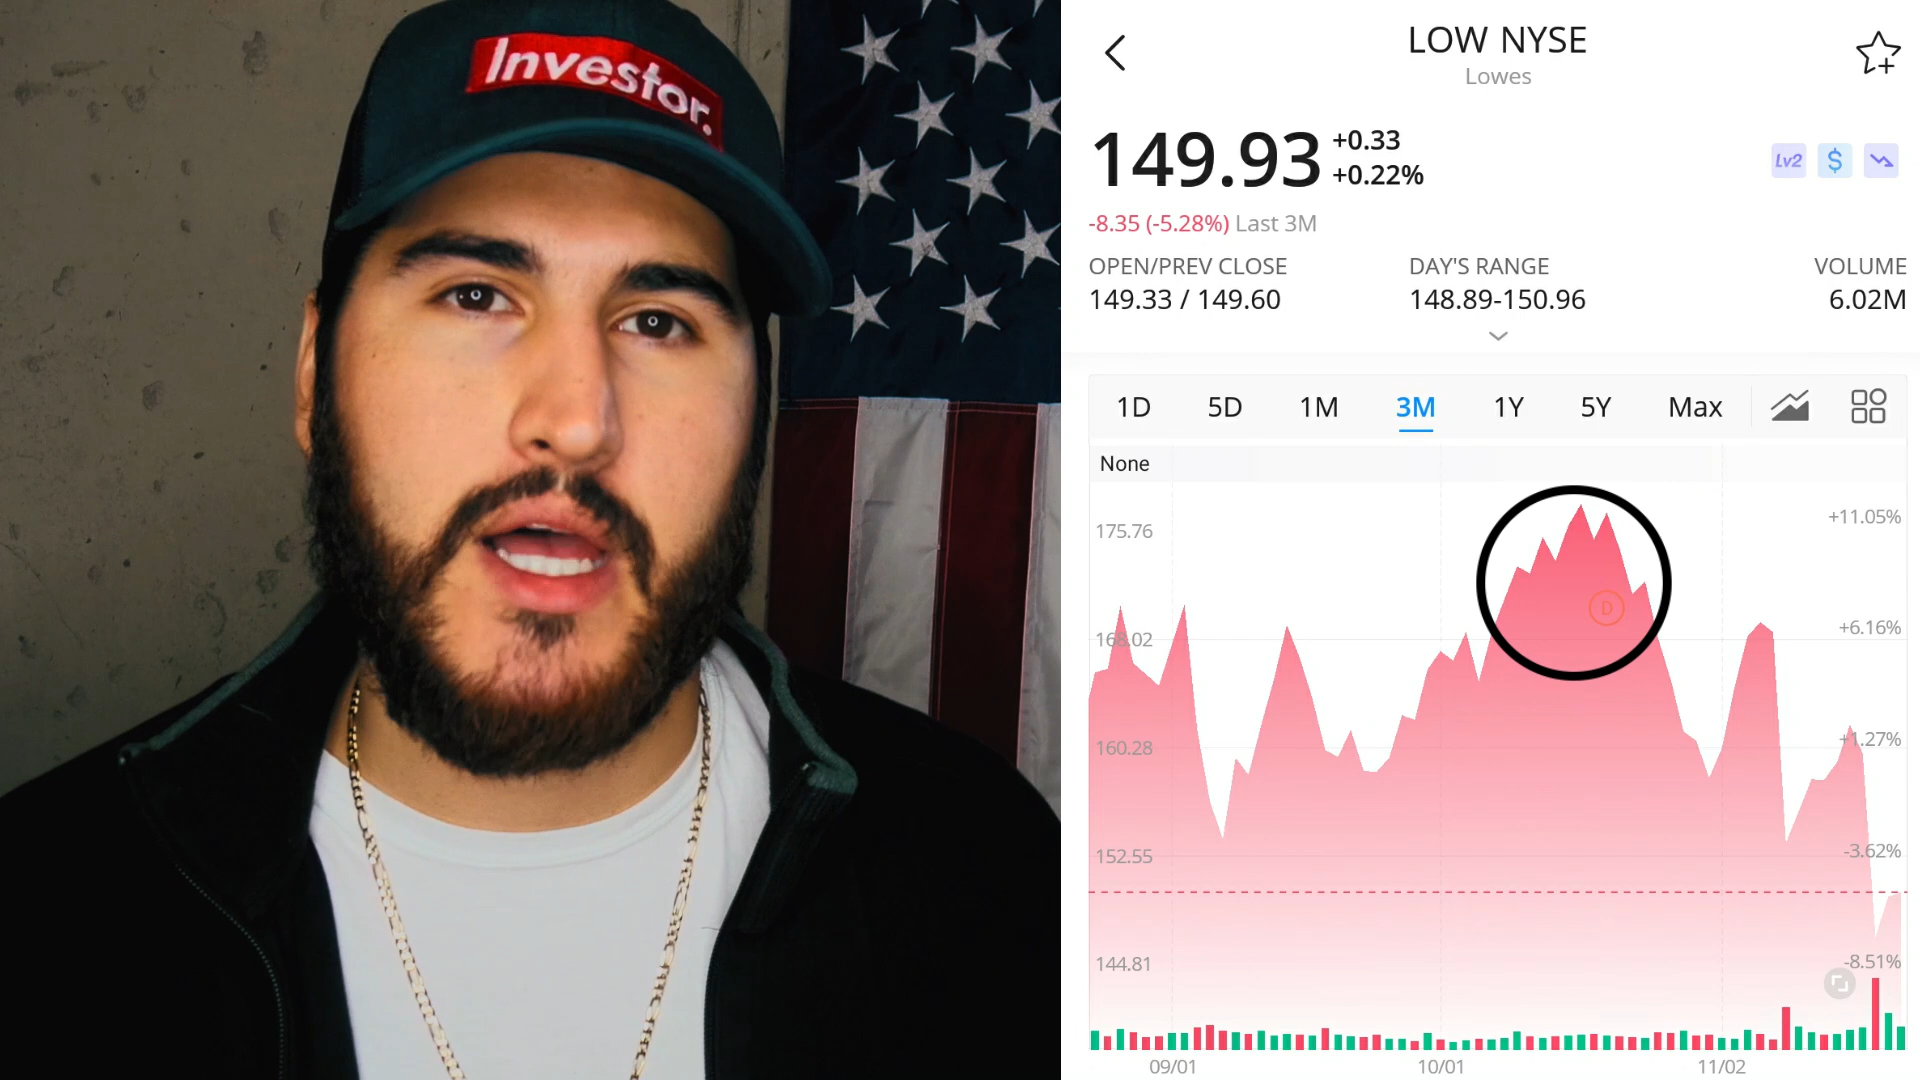 Investor.
LOW NYSE
Lowes
149.93
+0.33
+0.22%
Lv2
$
-8.35 (-5.28%) Last 3M
OPEN/PREV CLOSE
149.33 / 149.60
DAY'S RANGE
148.89-150.96
VOLUME
6.02M
1D 5D 1M 3M 1Y 5Y Max
None
175.76
+11.05%
D
168.02
+6.16%
160.28
+1.27%
152.55
-3.62%
144.81
-8.51%
09/01 10/01 11/02